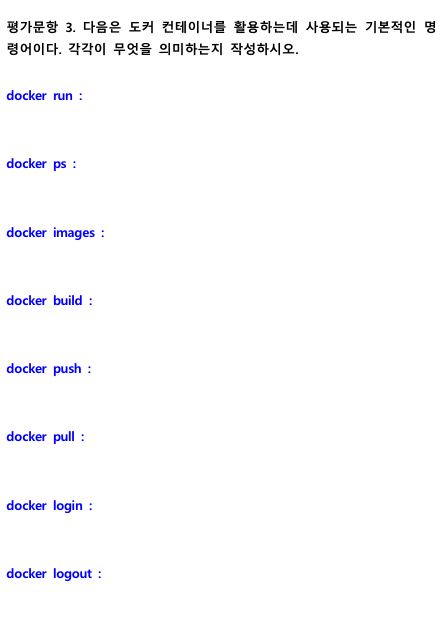 평가문항 3. 다음은 도커 컨테이너를 활용하는데 사용되는 기본적인 명
령어이다. 각각이 무엇을 의미하는지 작성하시오.
docker run :
docker ps :
docker images :
docker build :
docker push :
docker pull :
docker login :
docker logout :